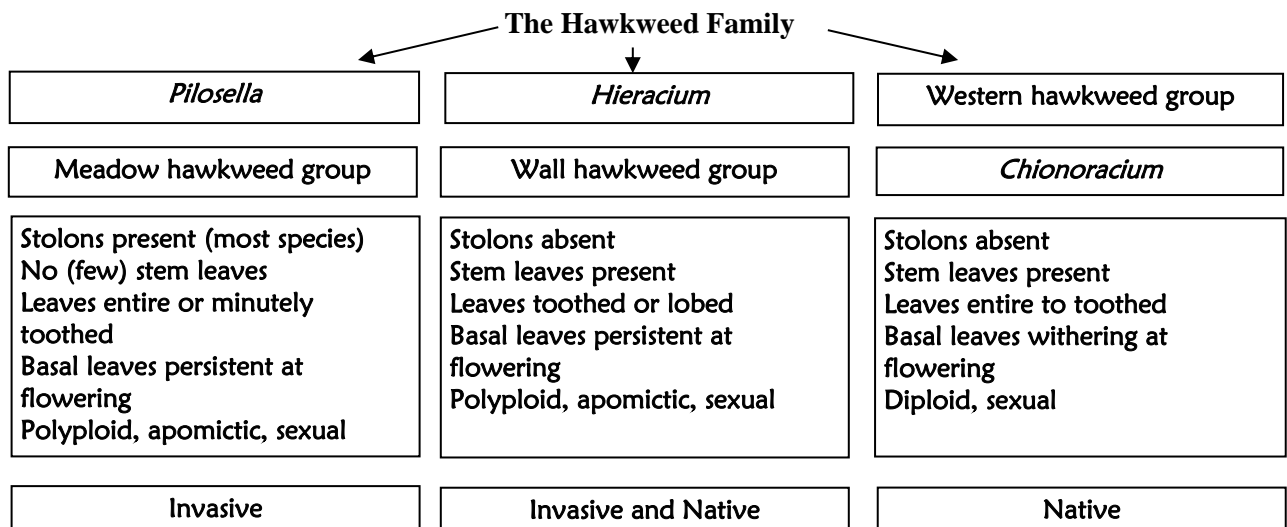 The Hawkweed Family
Pilosella
Meadow hawkweed group
Stolons present (most species)
No (few) stem leaves
Leaves entire or minutely
toothed
Basal leaves persistent at
flowering
Polyploid, apomictic, sexual
Invasive
Hieracium
Wall hawkweed group
Stolons absent
Stem leaves present
Leaves toothed or lobed
Basal leaves persistent at
flowering
Polyploid, apomictic, sexual
Invasive and Native
Western hawkweed group
Chionoracium
Stolons absent
Stem leaves present
Leaves entire to toothed
Basal leaves withering at
flowering
Diploid, sexual
Native